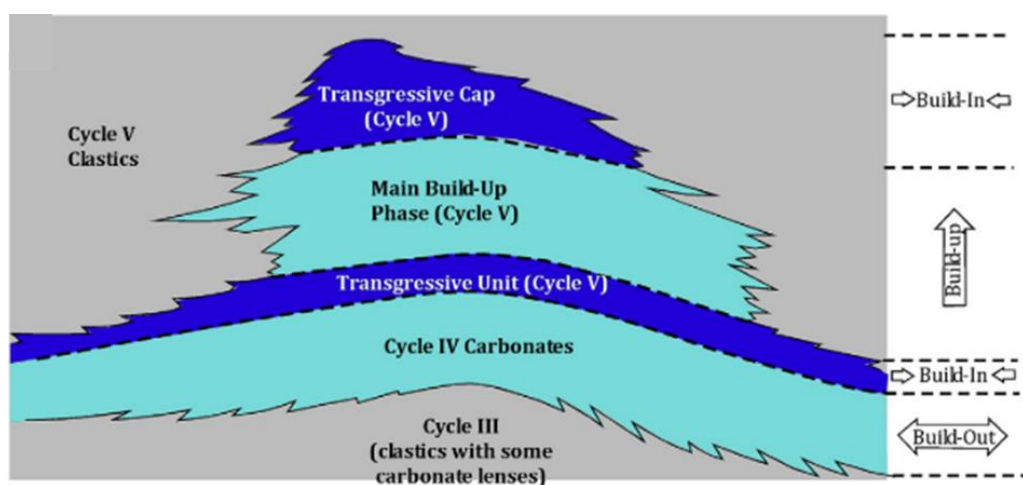 Transgressive Cap
(Cycle V)
Build-In
Cycle V
Clastics
Main Build-Up
Phase (Cycle V)
Build-up
Transgressive Unit (Cycle V)
Cycle IV Carbonates
Build-In
Cycle III
(clastics with some
carbonate lenses)
Build-Out